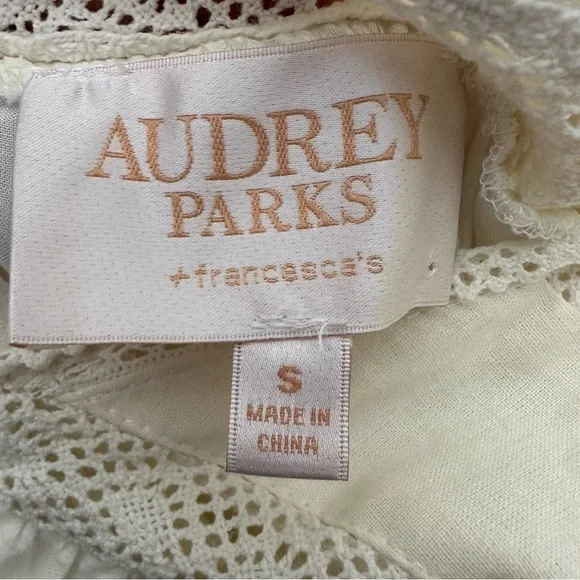 AUDREY
PARKS
+francesca's
S
MADE IN
CHINA